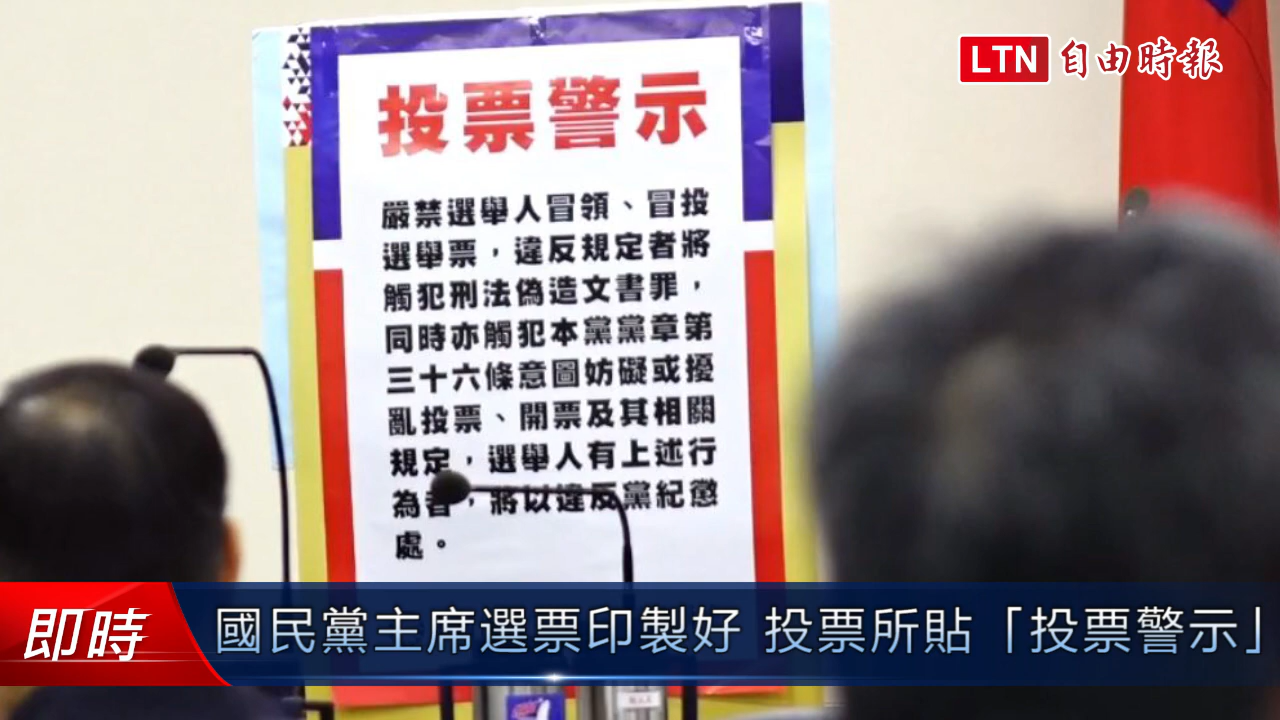 LTN 自由時報
投票警示
嚴禁選舉人冒領、冒投
選舉票，違反規定者將
觸犯刑法偽造文書罪，
同時亦觸犯本黨黨章第
三十六條意圖妨礙或擾
亂投票、開票及其相關
規定，選舉人有上述行
為者，將以違反黨紀懲
處。
即時
國民黨主席選票印製好 投票所貼「投票警示」